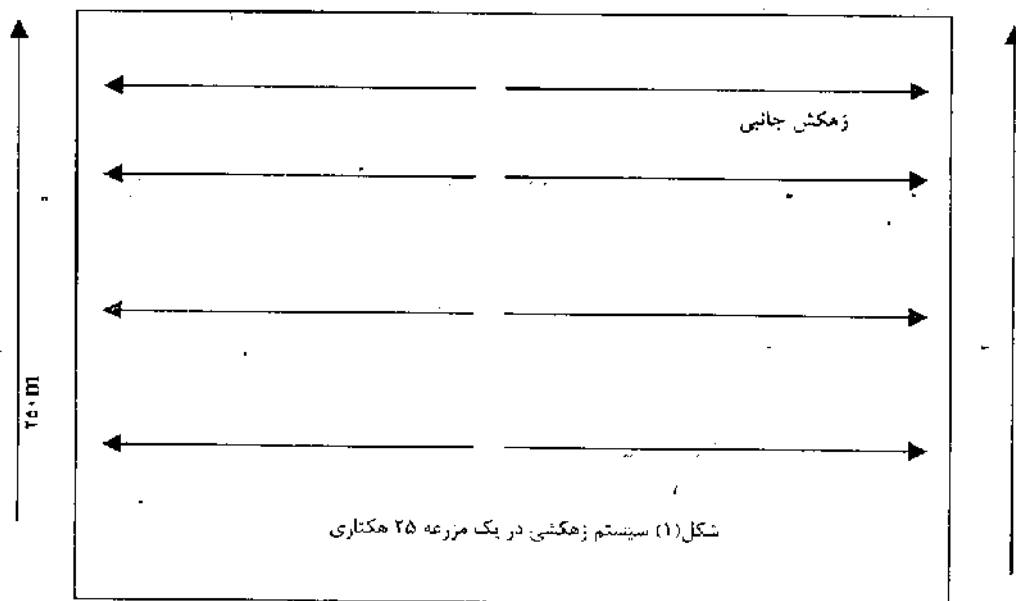 زهکش جانبی
۲۵۰ m
شکل(۱) سیستم زهکشی در یک مزرعه ۲۵ هکتاری